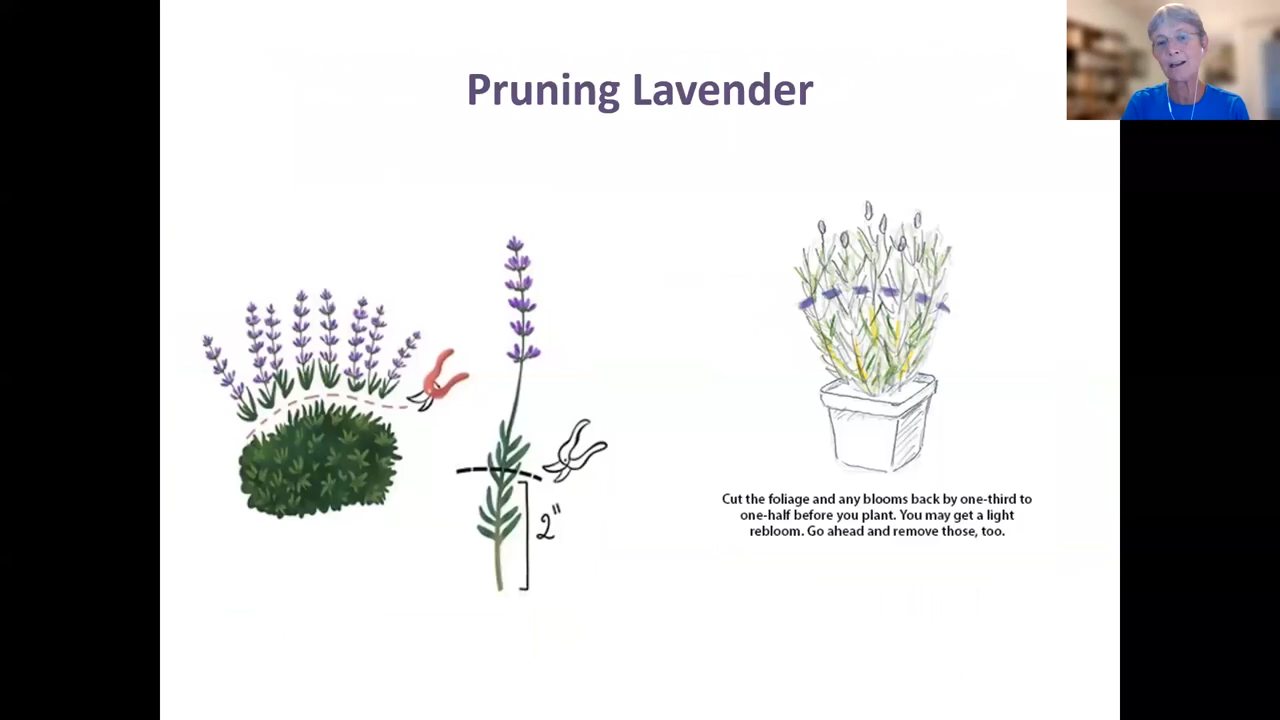 Pruning Lavender
2"
Cut the foliage and any blooms back by one-third to
one-half before you plant. You may get a light
rebloom. Go ahead and remove those, too.